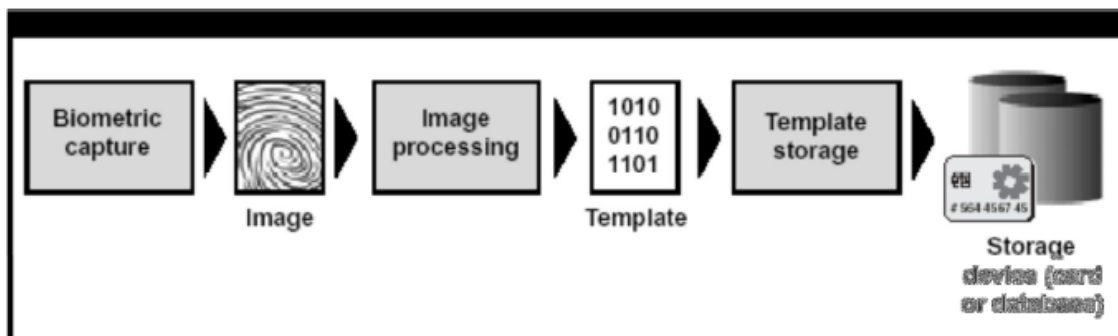 Biometric
capture
Image
Image
processing
1010
0110
1101
Template
Template
storage
# 564 4567 45
Storage
device (card
or database)